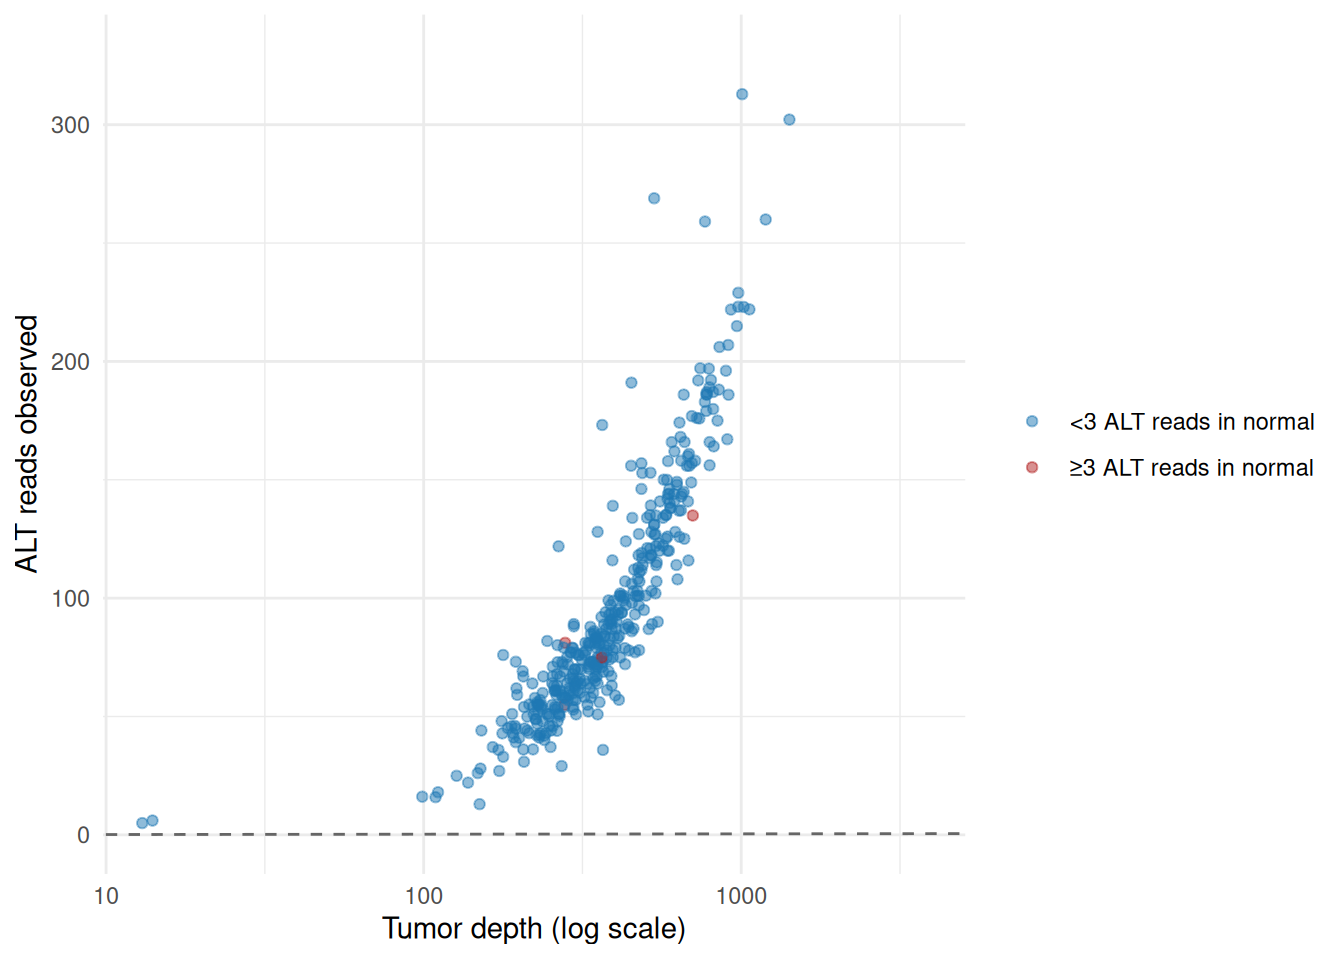 300
200
100
0
10
100
1000
ALT reads observed
Tumor depth (log scale)
<3 ALT reads in normal
≥3 ALT reads in normal